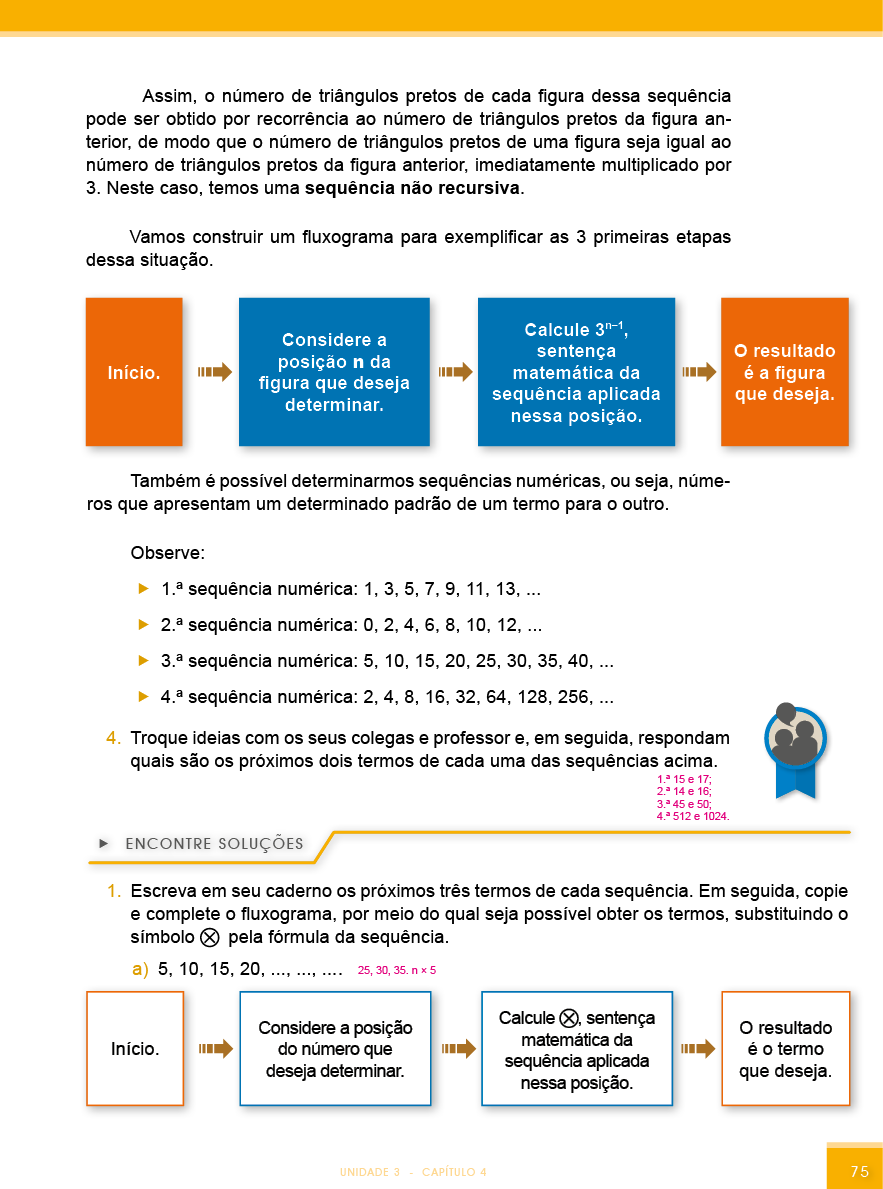 Assim, o número de triângulos pretos de cada figura dessa sequência
pode ser obtido por recorrência ao número de triângulos pretos da figura an-
terior, de modo que o número de triângulos pretos de uma figura seja igual ao
número de triângulos pretos da figura anterior, imediatamente multiplicado por
3. Neste caso, temos uma sequência não recursiva.
Vamos construir um fluxograma para exemplificar as 3 primeiras etapas
dessa situação.
Início.
Considere a
posição n da
figura que deseja
determinar.
Calcule 3ⁿ⁻¹,
sentença
matemática da
sequência aplicada
nessa posição.
O resultado
é a figura
que deseja.
Também é possível determinarmos sequências numéricas, ou seja, núme-
ros que apresentam um determinado padrão de um termo para o outro.
Observe:
1.ª sequência numérica: 1, 3, 5, 7, 9, 11, 13, ...
2.ª sequência numérica: 0, 2, 4, 6, 8, 10, 12, ...
3.ª sequência numérica: 5, 10, 15, 20, 25, 30, 35, 40, ...
4.ª sequência numérica: 2, 4, 8, 16, 32, 64, 128, 256, ...
4. Troque ideias com os seus colegas e professor e, em seguida, respondam
quais são os próximos dois termos de cada uma das sequências acima.
1.ª 15 e 17;
2.ª 14 e 16;
3.ª 45 e 50;
4.ª 512 e 1024.
ENCONTRE SOLUÇÕES
1. Escreva em seu caderno os próximos três termos de cada sequência. Em seguida, copie
e complete o fluxograma, por meio do qual seja possível obter os termos, substituindo o
símbolo ⊗ pela fórmula da sequência.
a) 5, 10, 15, 20, ..., ..., .... 25, 30, 35. n × 5
Início.
Considere a posição
do número que
deseja determinar.
Calcule ⊗, sentença
matemática da
sequência aplicada
nessa posição.
O resultado
é o termo
que deseja.
UNIDADE 3 - CAPÍTULO 4
75